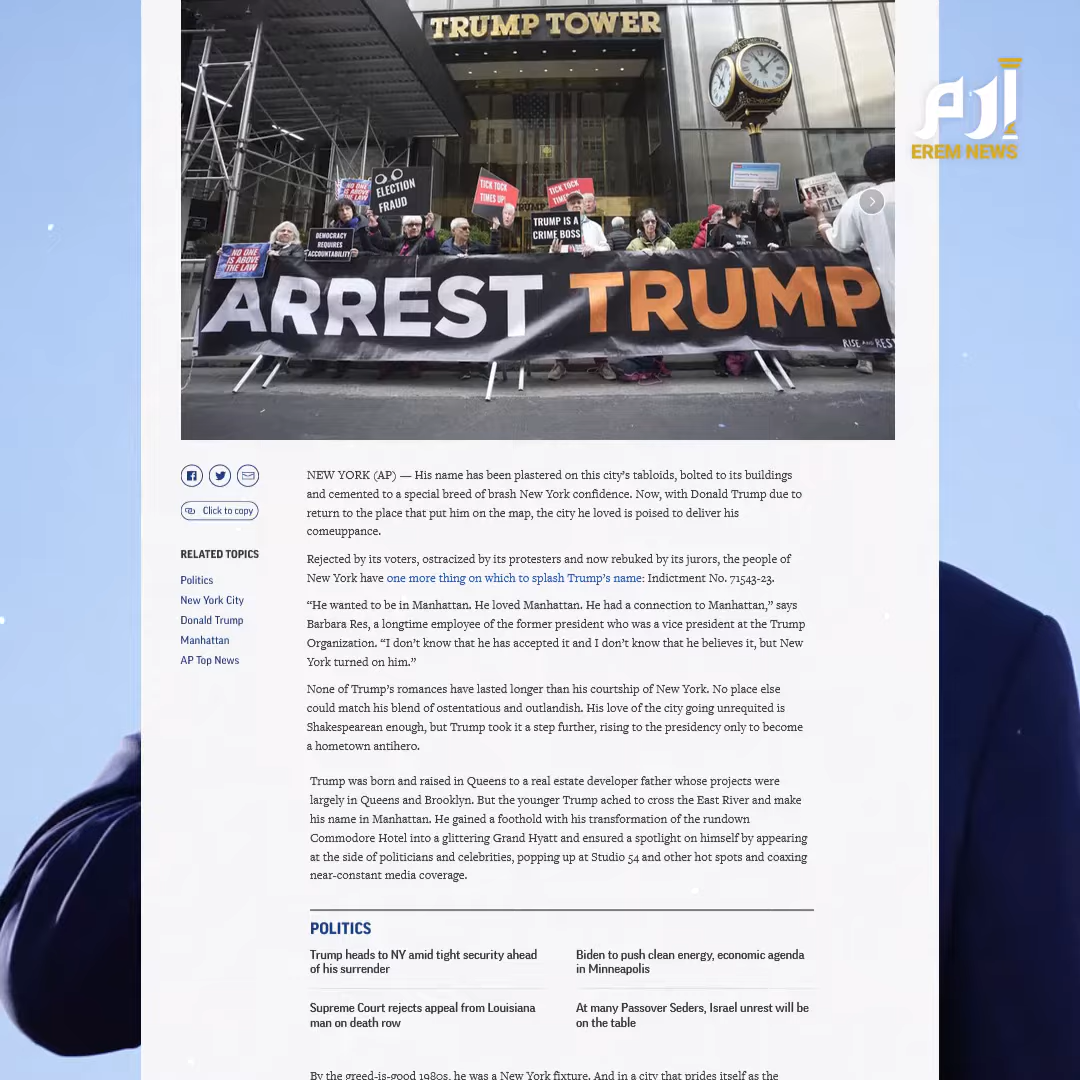 TRUMP TOWER
إرم
EREM NEWS
NO ONE
IS ABOVE
THE LAW
ELECTION
FRAUD
TICK TOCK
TIME'S UP!
TICK TOCK
DEMOCRACY
REQUIRES
ACCOUNTABILITY
TRUMP IS A
CRIME BOSS
NO ONE
IS ABOVE
THE LAW
ARREST TRUMP
RISE AND RES
NEW YORK (AP) — His name has been plastered on this city's tabloids, bolted to its buildings
and cemented to a special breed of brash New York confidence. Now, with Donald Trump due to
return to the place that put him on the map, the city he loved is poised to deliver his
comeuppance.
Click to copy
RELATED TOPICS
Politics
New York City
Donald Trump
Manhattan
AP Top News
Rejected by its voters, ostracized by its protesters and now rebuked by its jurors, the people of
New York have one more thing on which to splash Trump's name: Indictment No. 71543-23.
“He wanted to be in Manhattan. He loved Manhattan. He had a connection to Manhattan,” says
Barbara Res, a longtime employee of the former president who was a vice president at the Trump
Organization. “I don't know that he has accepted it and I don't know that he believes it, but New
York turned on him.”
None of Trump's romances have lasted longer than his courtship of New York. No place else
could match his blend of ostentatious and outlandish. His love of the city going unrequited is
Shakespearean enough, but Trump took it a step further, rising to the presidency only to become
a hometown antihero.
Trump was born and raised in Queens to a real estate developer father whose projects were
largely in Queens and Brooklyn. But the younger Trump ached to cross the East River and make
his name in Manhattan. He gained a foothold with his transformation of the rundown
Commodore Hotel into a glittering Grand Hyatt and ensured a spotlight on himself by appearing
at the side of politicians and celebrities, popping up at Studio 54 and other hot spots and coaxing
near-constant media coverage.
POLITICS
Trump heads to NY amid tight security ahead
of his surrender
Biden to push clean energy, economic agenda
in Minneapolis
Supreme Court rejects appeal from Louisiana
man on death row
At many Passover Seders, Israel unrest will be
on the table
By the greed-is-good 1980s, he was a New York fixture. And in a city that prides itself as the